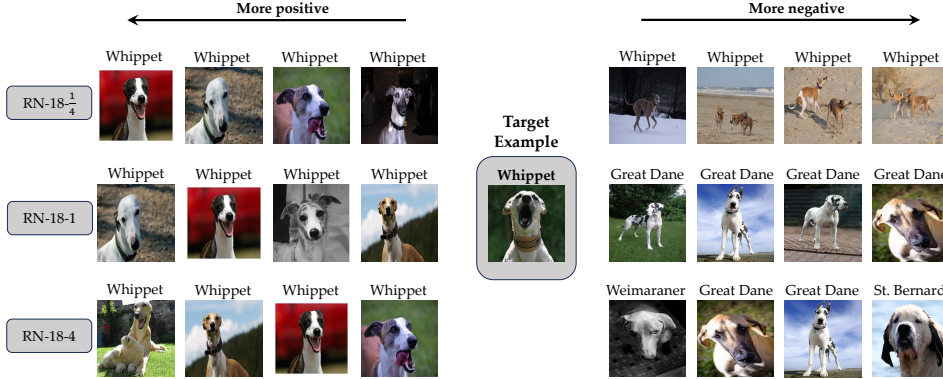 More positive
More negative
Whippet Whippet Whippet Whippet
Whippet Whippet Whippet Whippet
RN-18-1/4
Target
Example
Whippet
Whippet Whippet Whippet Whippet
Great Dane Great Dane Great Dane Great Dane
RN-18-1
Whippet Whippet Whippet Whippet
Weimaraner Great Dane Great Dane St. Bernard
RN-18-4